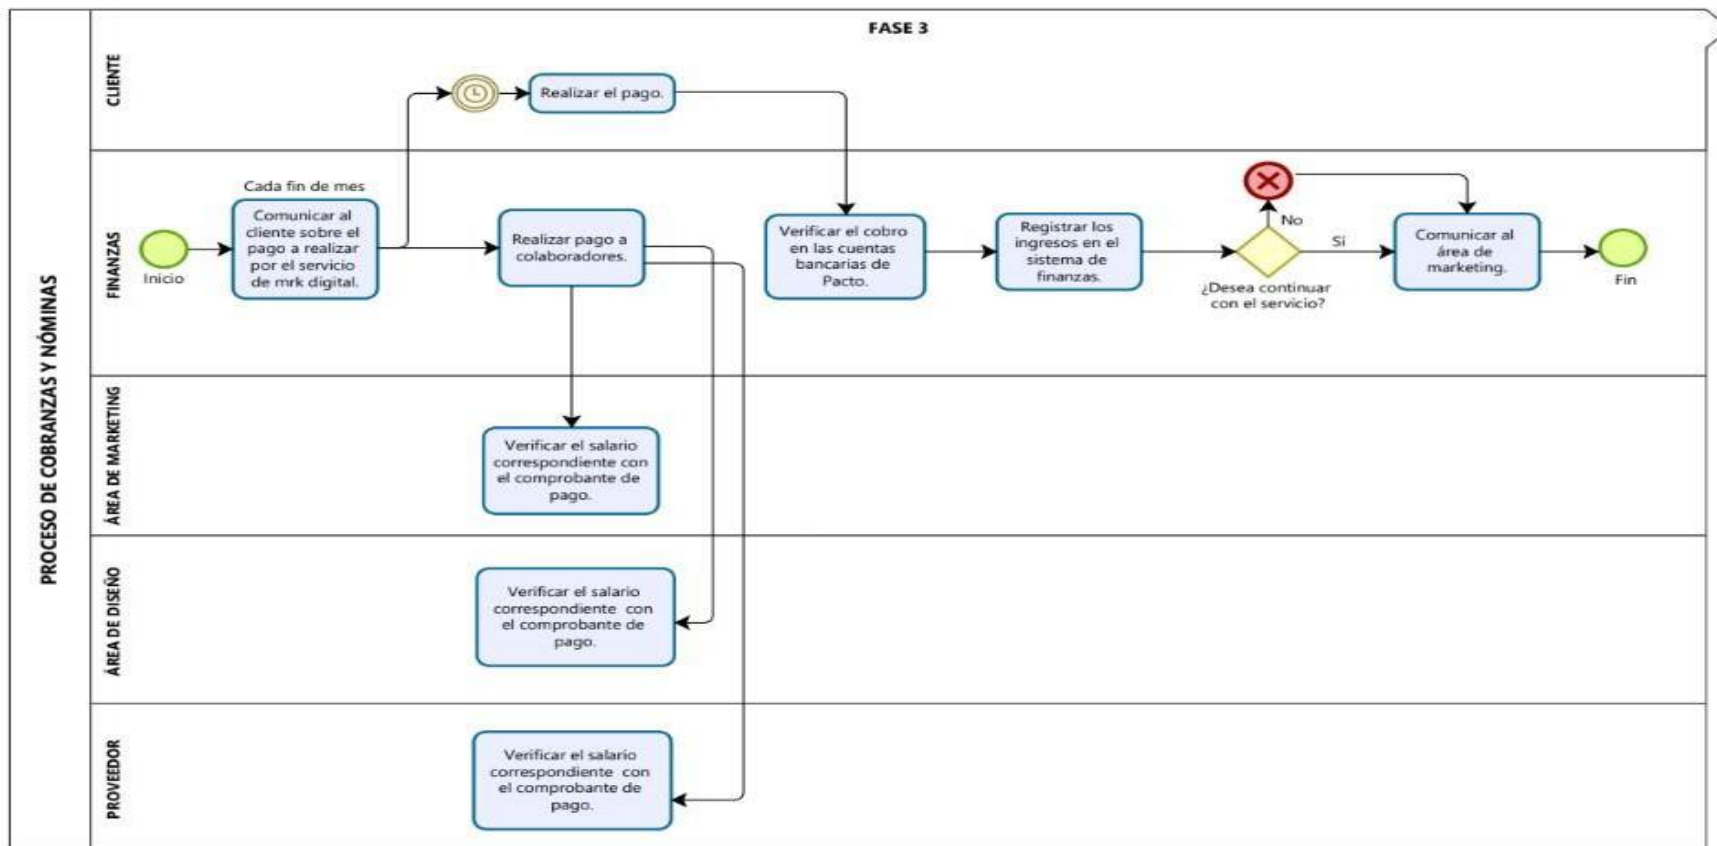 FASE 3
PROCESO DE COBRANZAS Y NÓMINAS
CLIENTE
Realizar el pago.
FINANZAS
Inicio
Cada fin de mes
Comunicar al
cliente sobre el
pago a realizar
por el servicio
de mrk digital.
Realizar pago a
colaboradores.
Verificar el cobro
en las cuentas
bancarias de
Pacto.
Registrar los
ingresos en el
sistema de
finanzas.
No
Sí
¿Desea continuar
con el servicio?
Comunicar al
área de
marketing.
Fin
ÁREA DE MARKETING
Verificar el salario
correspondiente con
el comprobante de
pago.
ÁREA DE DISEÑO
Verificar el salario
correspondiente con
el comprobante de
pago.
PROVEEDOR
Verificar el salario
correspondiente con
el comprobante de
pago.